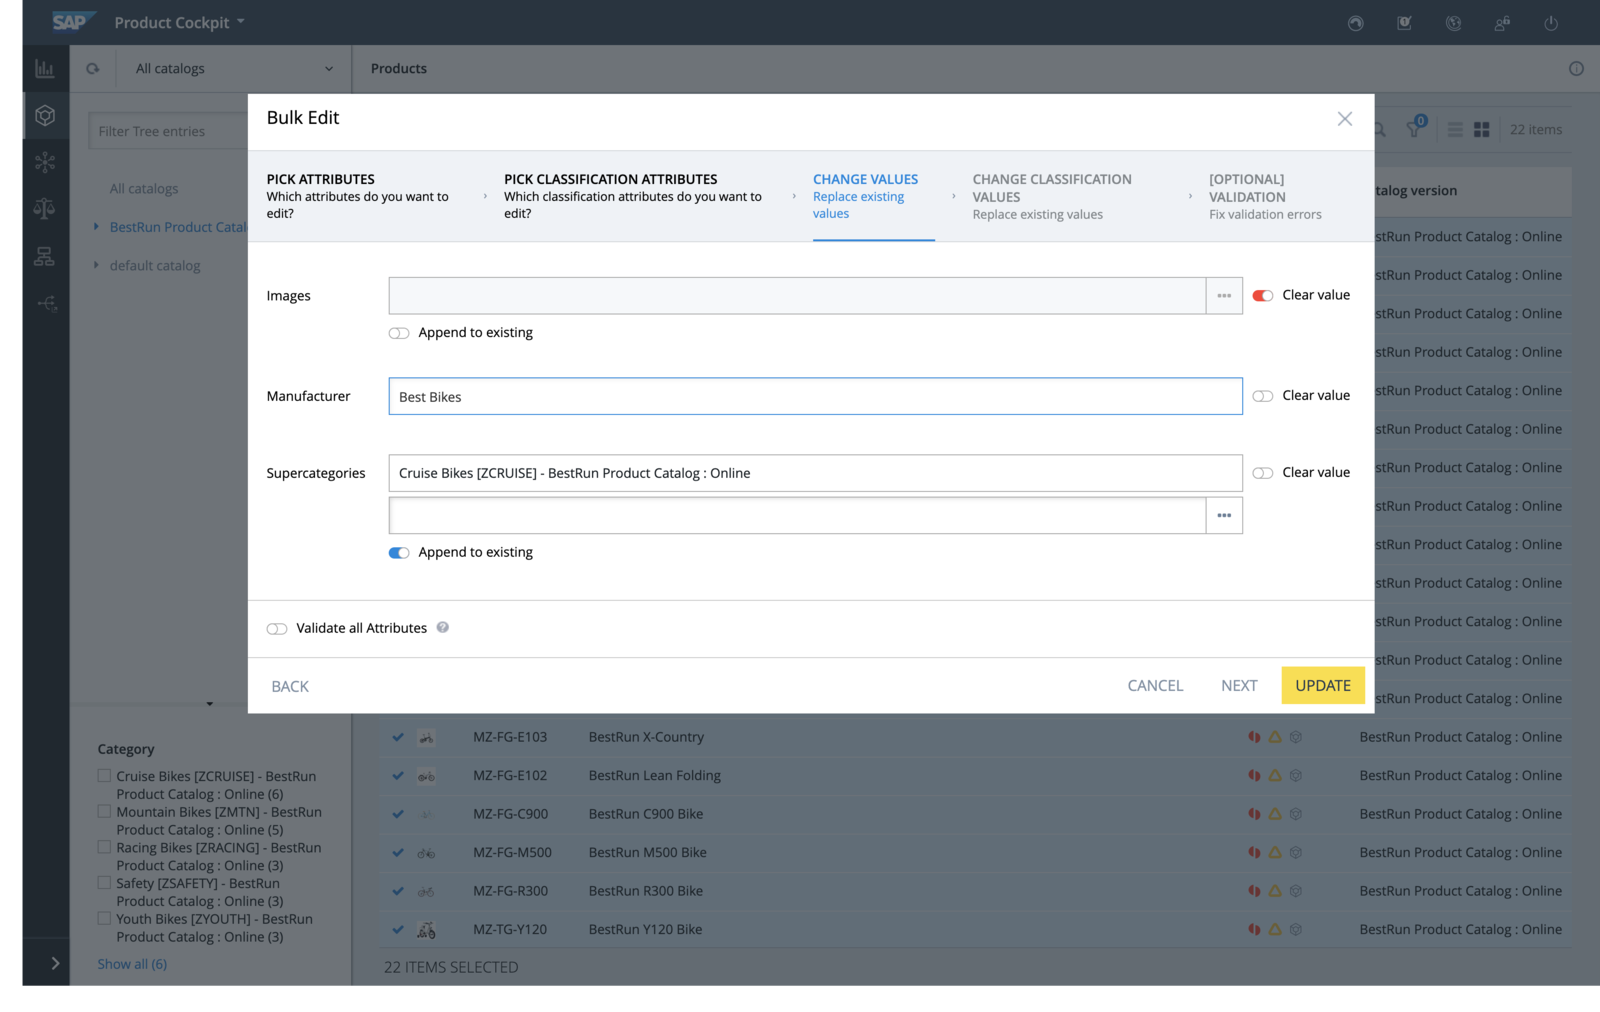 SAP Product Cockpit
All catalogs
Products
Filter Tree entries
0
22 items
All catalogs
BestRun Product Catal
default catalog
Bulk Edit
PICK ATTRIBUTES
Which attributes do you want to
edit?
PICK CLASSIFICATION ATTRIBUTES
Which classification attributes do you want to
edit?
CHANGE VALUES
Replace existing
values
CHANGE CLASSIFICATION
VALUES
Replace existing values
[OPTIONAL]
VALIDATION
Fix validation errors
talog version
stRun Product Catalog : Online
stRun Product Catalog : Online
stRun Product Catalog : Online
stRun Product Catalog : Online
stRun Product Catalog : Online
stRun Product Catalog : Online
stRun Product Catalog : Online
stRun Product Catalog : Online
stRun Product Catalog : Online
stRun Product Catalog : Online
stRun Product Catalog : Online
stRun Product Catalog : Online
stRun Product Catalog : Online
Images
Clear value
Append to existing
Manufacturer
Best Bikes
Clear value
Supercategories
Cruise Bikes [ZCRUISE] - BestRun Product Catalog : Online
Clear value
Append to existing
Validate all Attributes ?
BACK
CANCEL
NEXT
UPDATE
Category
Cruise Bikes [ZCRUISE] - BestRun
Product Catalog : Online (6)
Mountain Bikes [ZMTN] - BestRun
Product Catalog : Online (5)
Racing Bikes [ZRACING] - BestRun
Product Catalog : Online (3)
Safety [ZSAFETY] - BestRun
Product Catalog : Online (3)
Youth Bikes [ZYOUTH] - BestRun
Product Catalog : Online (3)
Show all (6)
MZ-FG-E103 BestRun X-Country BestRun Product Catalog : Online
MZ-FG-E102 BestRun Lean Folding BestRun Product Catalog : Online
MZ-FG-C900 BestRun C900 Bike BestRun Product Catalog : Online
MZ-FG-M500 BestRun M500 Bike BestRun Product Catalog : Online
MZ-FG-R300 BestRun R300 Bike BestRun Product Catalog : Online
MZ-TG-Y120 BestRun Y120 Bike BestRun Product Catalog : Online
22 ITEMS SELECTED